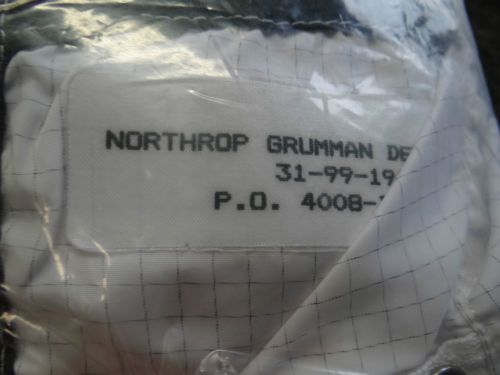 NORTHROP GRUMMAN DE
31-99-19
P.O. 4008-